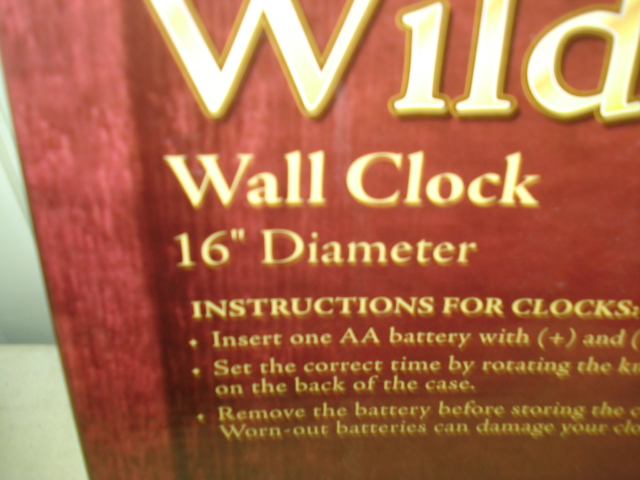 Wild
Wall Clock
16" Diameter
INSTRUCTIONS FOR CLOCKS:
• Insert one AA battery with (+) and (
• Set the correct time by rotating the
on the back of the case.
• Remove the battery before storing the
Worn-out batteries can damage your